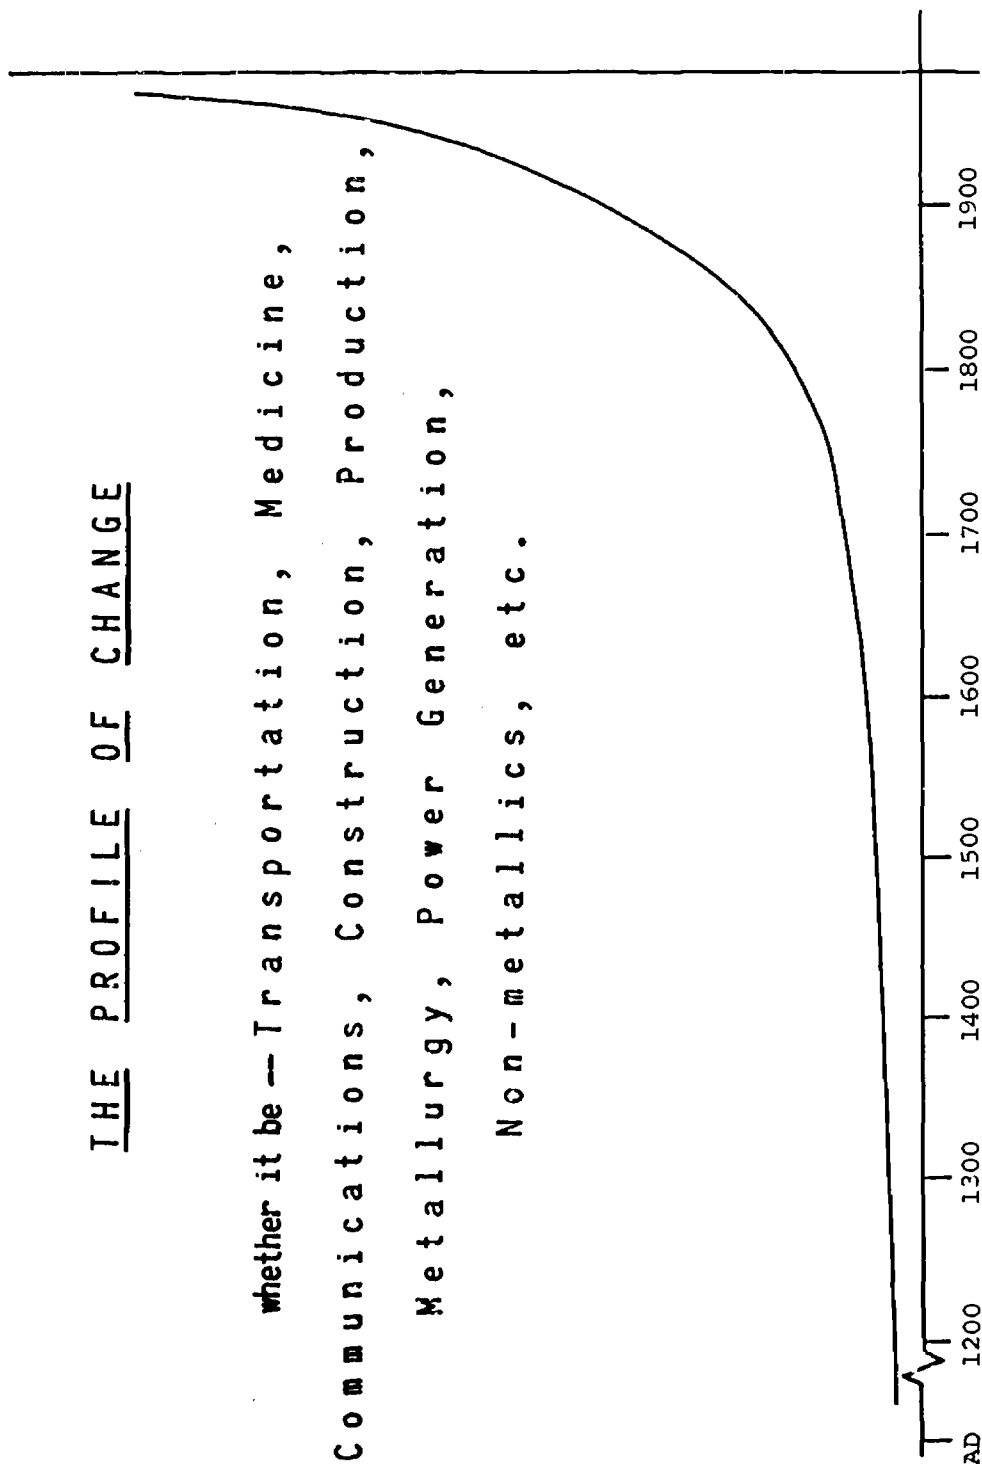 THE PROFILE OF CHANGE
whether it be—Transportation, Medicine,
Communications, Construction, Production,
Metallurgy, Power Generation,
Non-metallics, etc.
AD 1200 1300 1400 1500 1600 1700 1800 1900